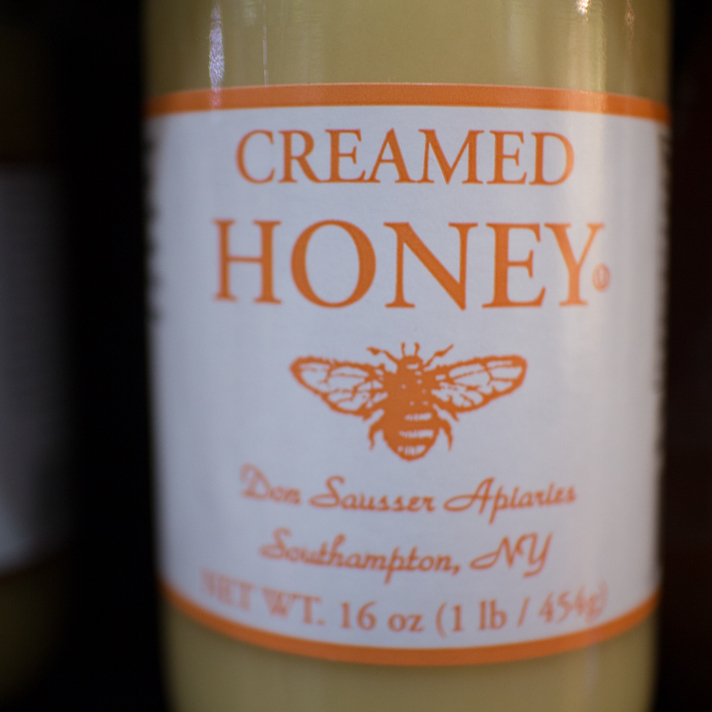 CREAMED
HONEY
Don Sausser Apiaries
Southampton, NY
NET WT. 16 oz (1 lb / 454g)